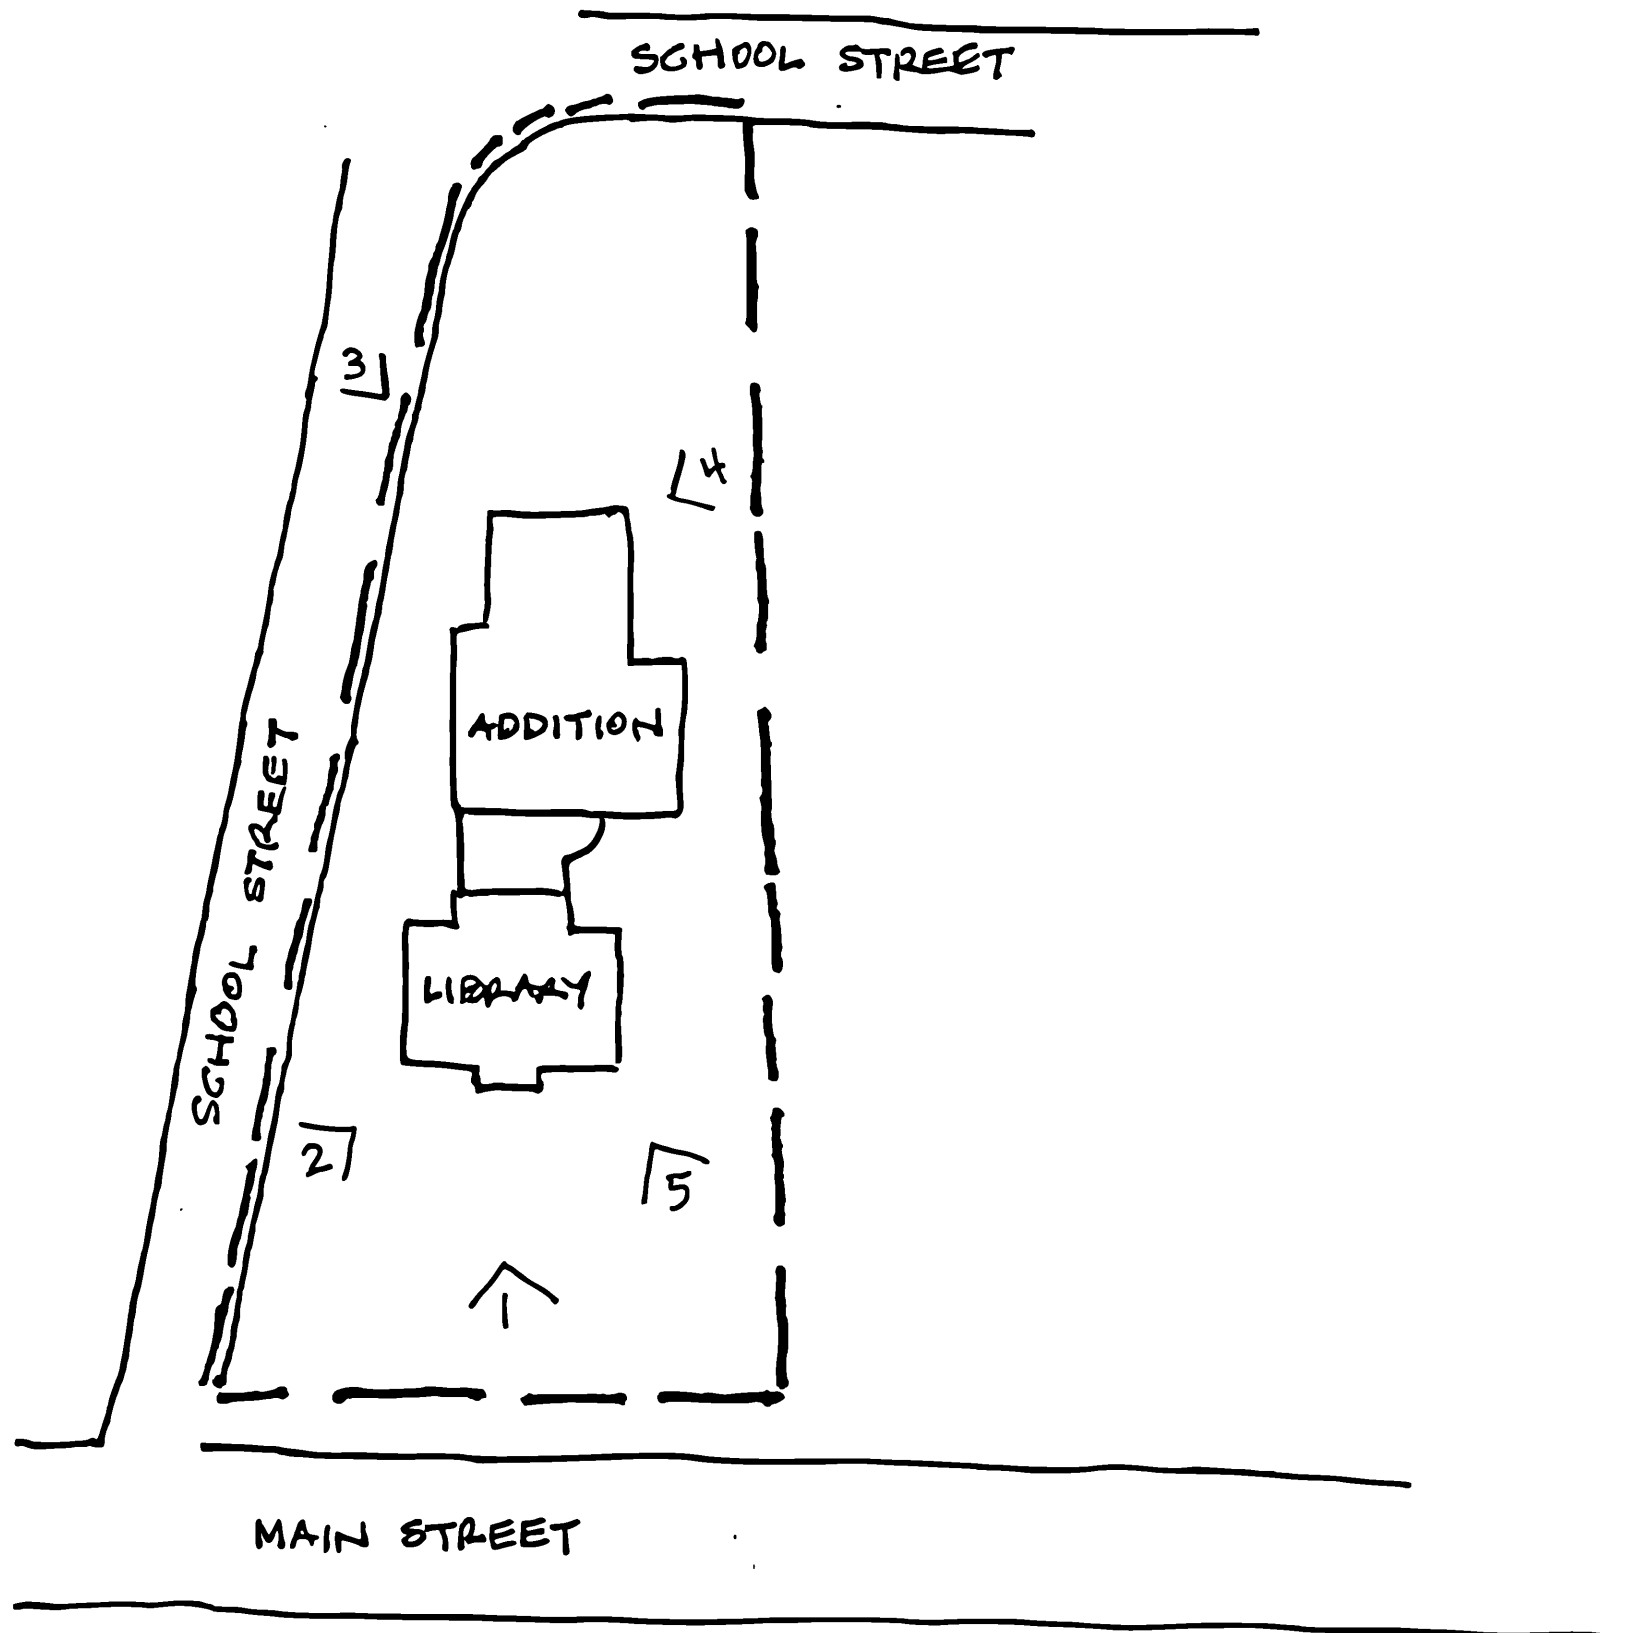 SCHOOL STREET
3
4
ADDITION
SCHOOL STREET
LIBRARY
2
5
1
MAIN STREET